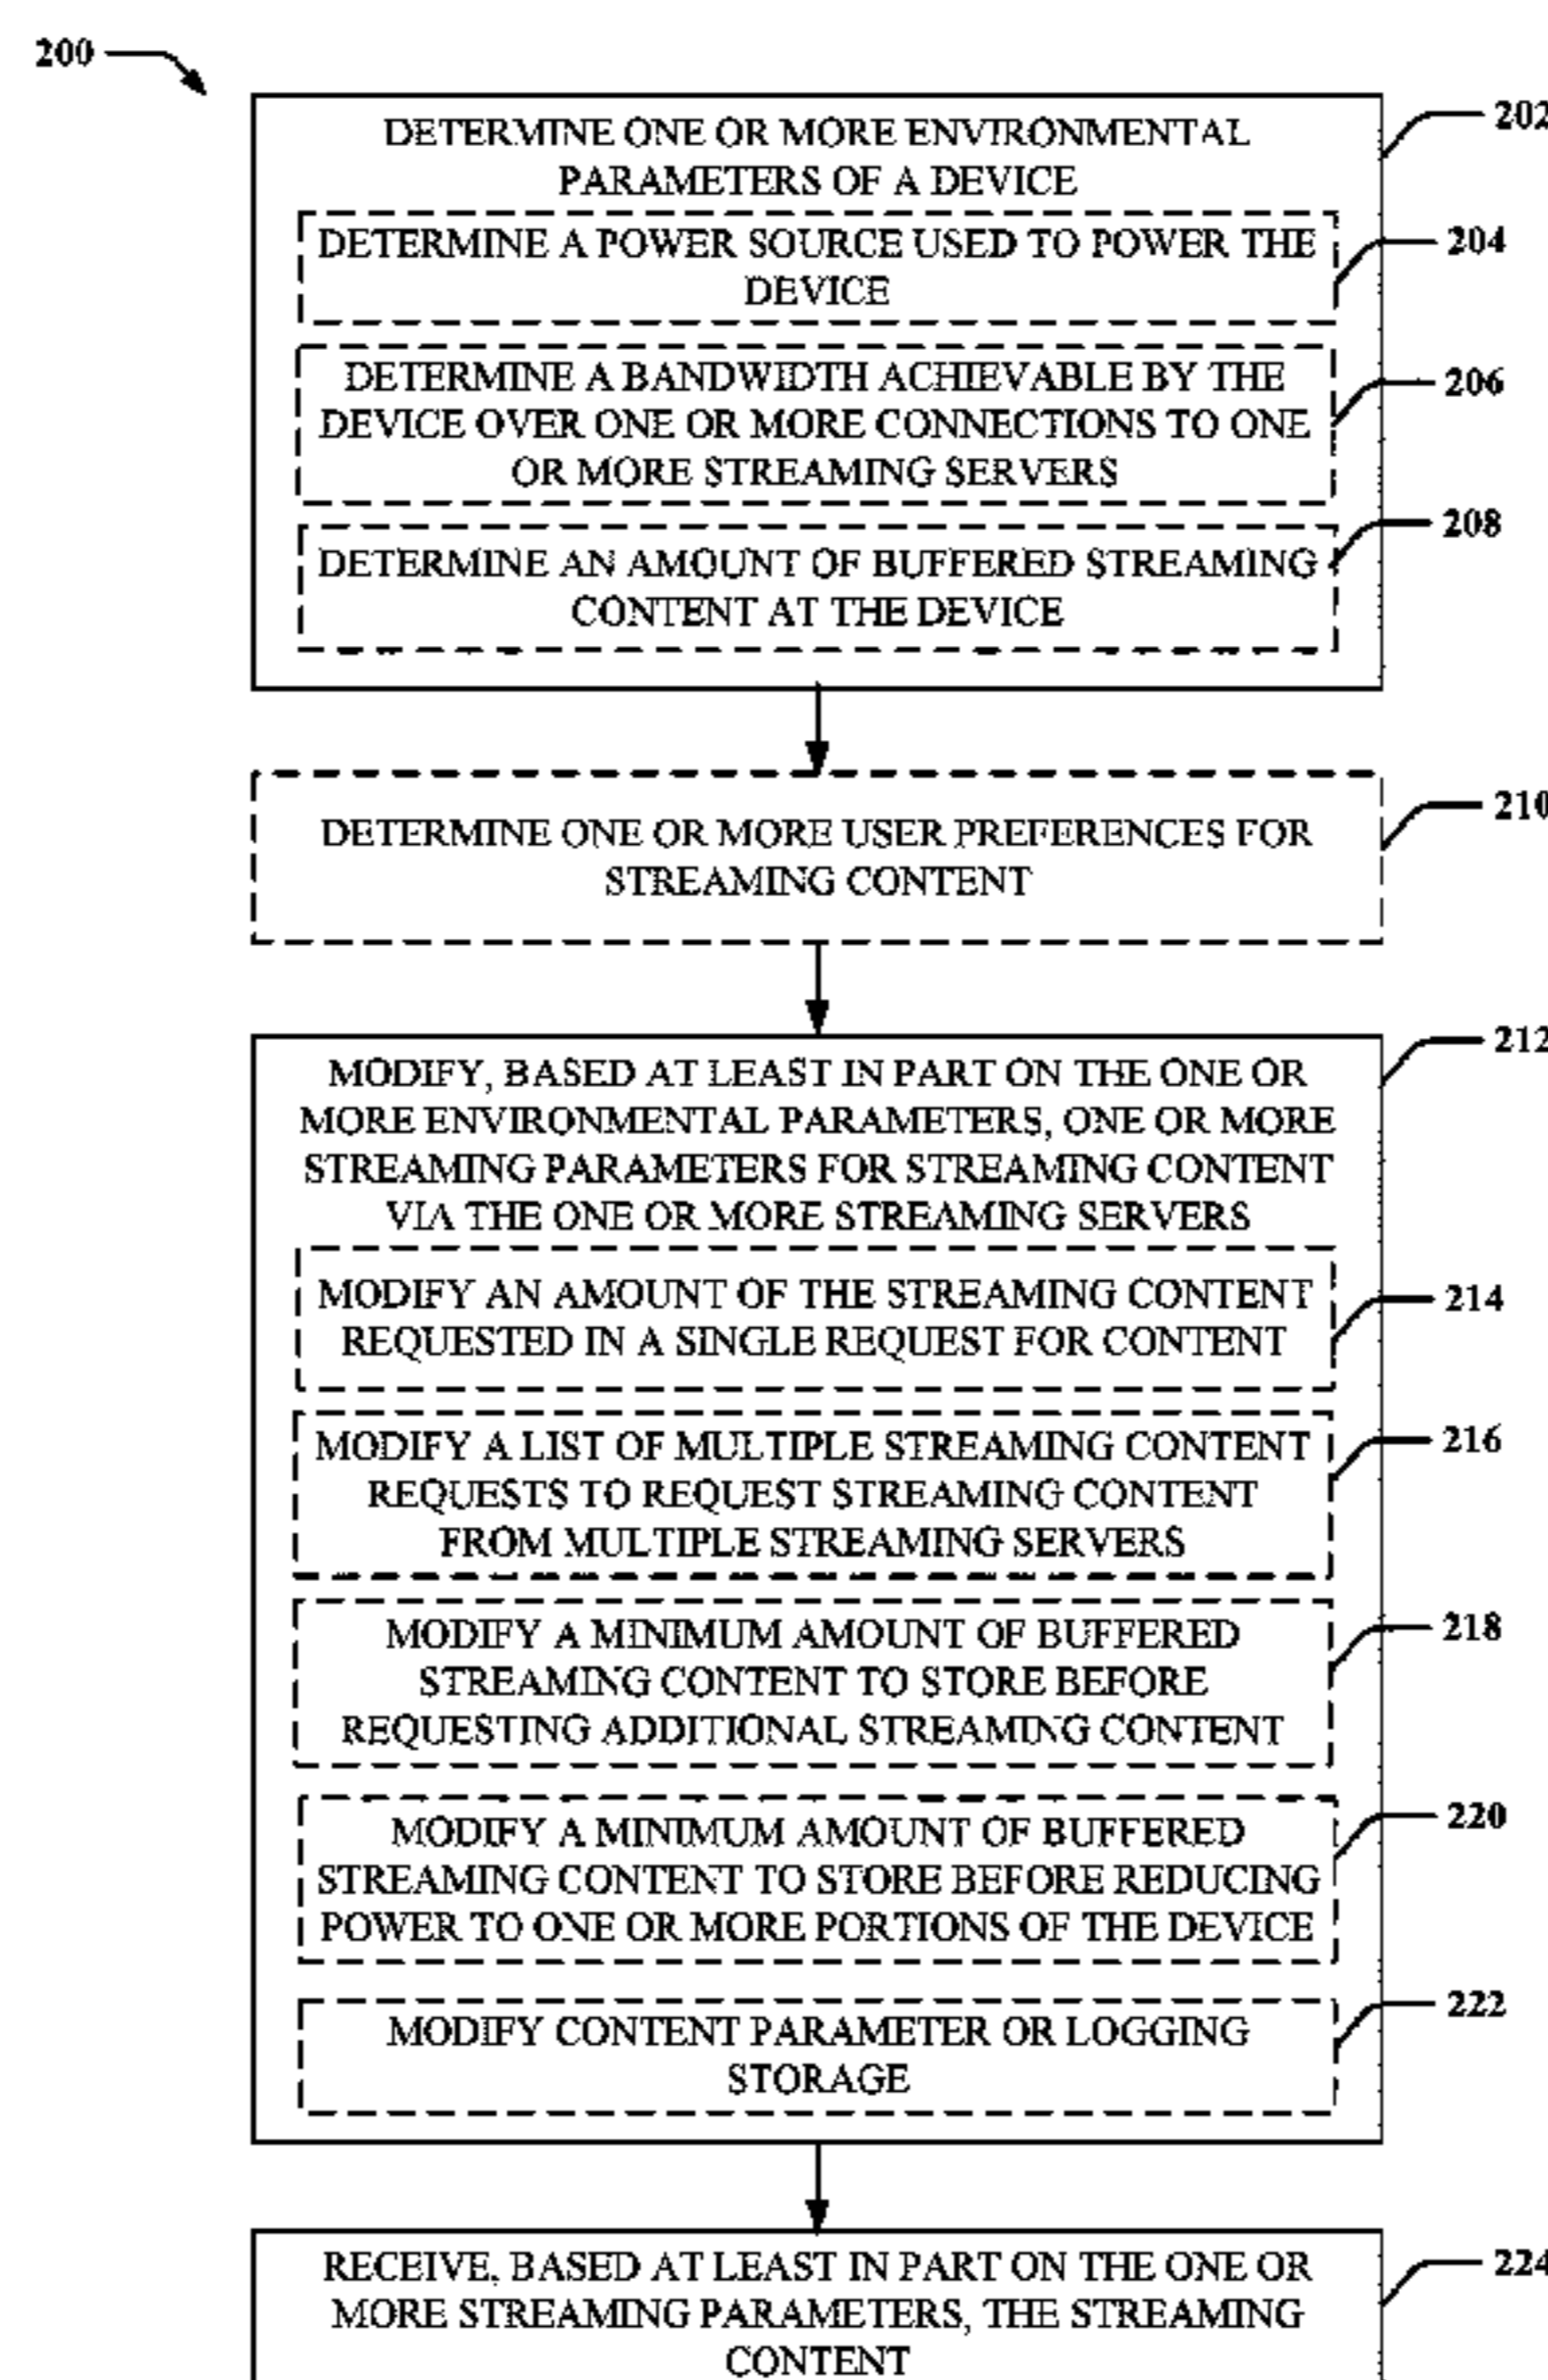 200
DETERMINE ONE OR MORE ENVIRONMENTAL
PARAMETERS OF A DEVICE
202
DETERMINE A POWER SOURCE USED TO POWER THE
DEVICE
204
DETERMINE A BANDWIDTH ACHIEVABLE BY THE
DEVICE OVER ONE OR MORE CONNECTIONS TO ONE
OR MORE STREAMING SERVERS
206
DETERMINE AN AMOUNT OF BUFFERED STREAMING
CONTENT AT THE DEVICE
208
DETERMINE ONE OR MORE USER PREFERENCES FOR
STREAMING CONTENT
210
MODIFY, BASED AT LEAST IN PART ON THE ONE OR
MORE ENVIRONMENTAL PARAMETERS, ONE OR MORE
STREAMING PARAMETERS FOR STREAMING CONTENT
VIA THE ONE OR MORE STREAMING SERVERS
212
MODIFY AN AMOUNT OF THE STREAMING CONTENT
REQUESTED IN A SINGLE REQUEST FOR CONTENT
214
MODIFY A LIST OF MULTIPLE STREAMING CONTENT
REQUESTS TO REQUEST STREAMING CONTENT
FROM MULTIPLE STREAMING SERVERS
216
MODIFY A MINIMUM AMOUNT OF BUFFERED
STREAMING CONTENT TO STORE BEFORE
REQUESTING ADDITIONAL STREAMING CONTENT
218
MODIFY A MINIMUM AMOUNT OF BUFFERED
STREAMING CONTENT TO STORE BEFORE REDUCING
POWER TO ONE OR MORE PORTIONS OF THE DEVICE
220
MODIFY CONTENT PARAMETER OR LOGGING
STORAGE
222
RECEIVE, BASED AT LEAST IN PART ON THE ONE OR
MORE STREAMING PARAMETERS, THE STREAMING
CONTENT
224